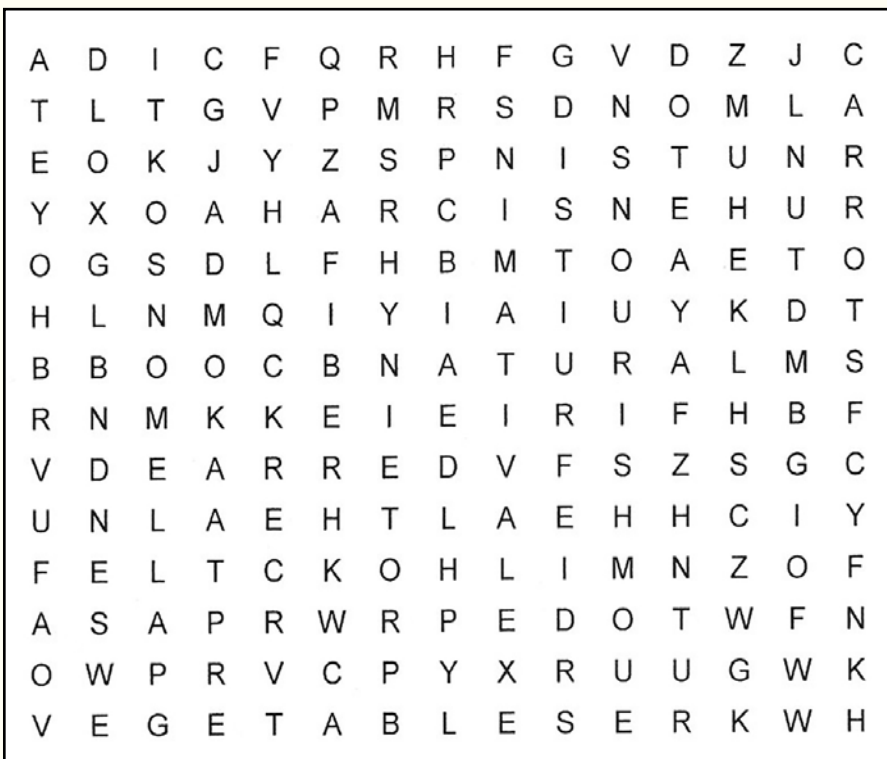 A D I C F Q R H F G V D Z J C
T L T G V P M R S D N O M L A
E O K J Y Z S P N I S T U N R
Y X O A H A R C I S N E H U R
O G S D L F H B M T O A E T O
H L N M Q I Y I A I U Y K D T
B B O O C B N A T U R A L M S
R N M K K E I E I R I F H B F
V D E A R R E D V F S Z S G C
U N L A E H T L A E H H C I Y
F E L T C K O H L I M N Z O F
A S A P R W R P E D O T W F N
O W P R V C P Y X R U U G W K
V E G E T A B L E S E R K W H